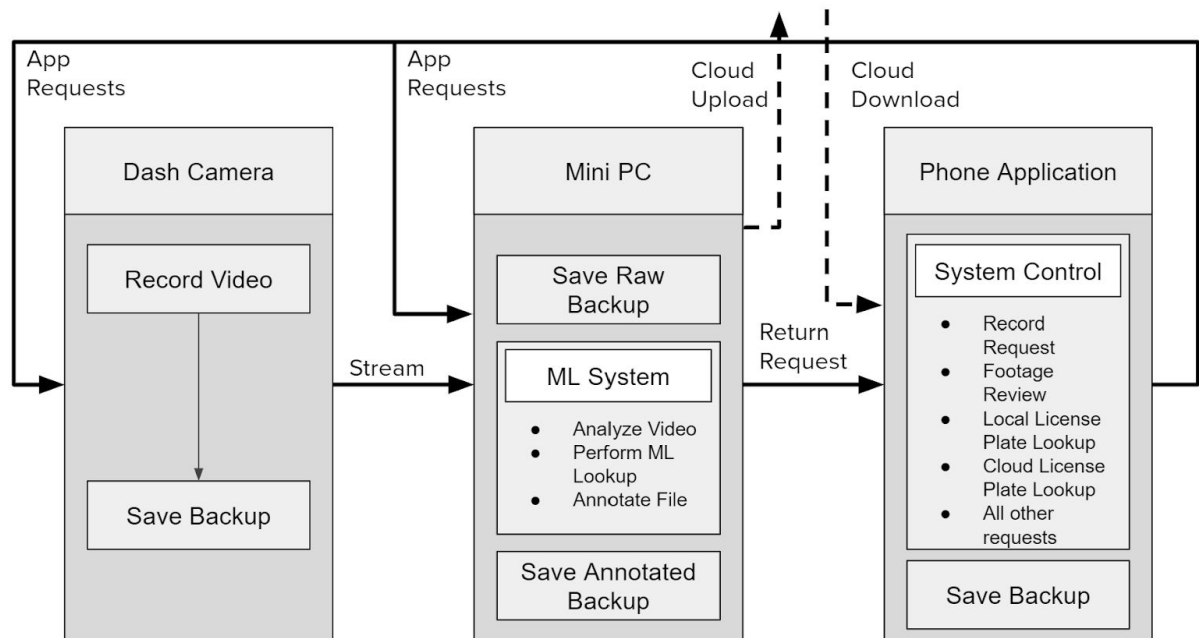 App
Requests
App
Requests
Cloud
Upload
Cloud
Download
Dash Camera
Record Video
Save Backup
Stream
Mini PC
Save Raw
Backup
ML System
● Analyze Video
● Perform ML
Lookup
● Annotate File
Save Annotated
Backup
Return
Request
Phone Application
System Control
● Record
Request
● Footage
Review
● Local License
Plate Lookup
● Cloud License
Plate Lookup
● All other
requests
Save Backup